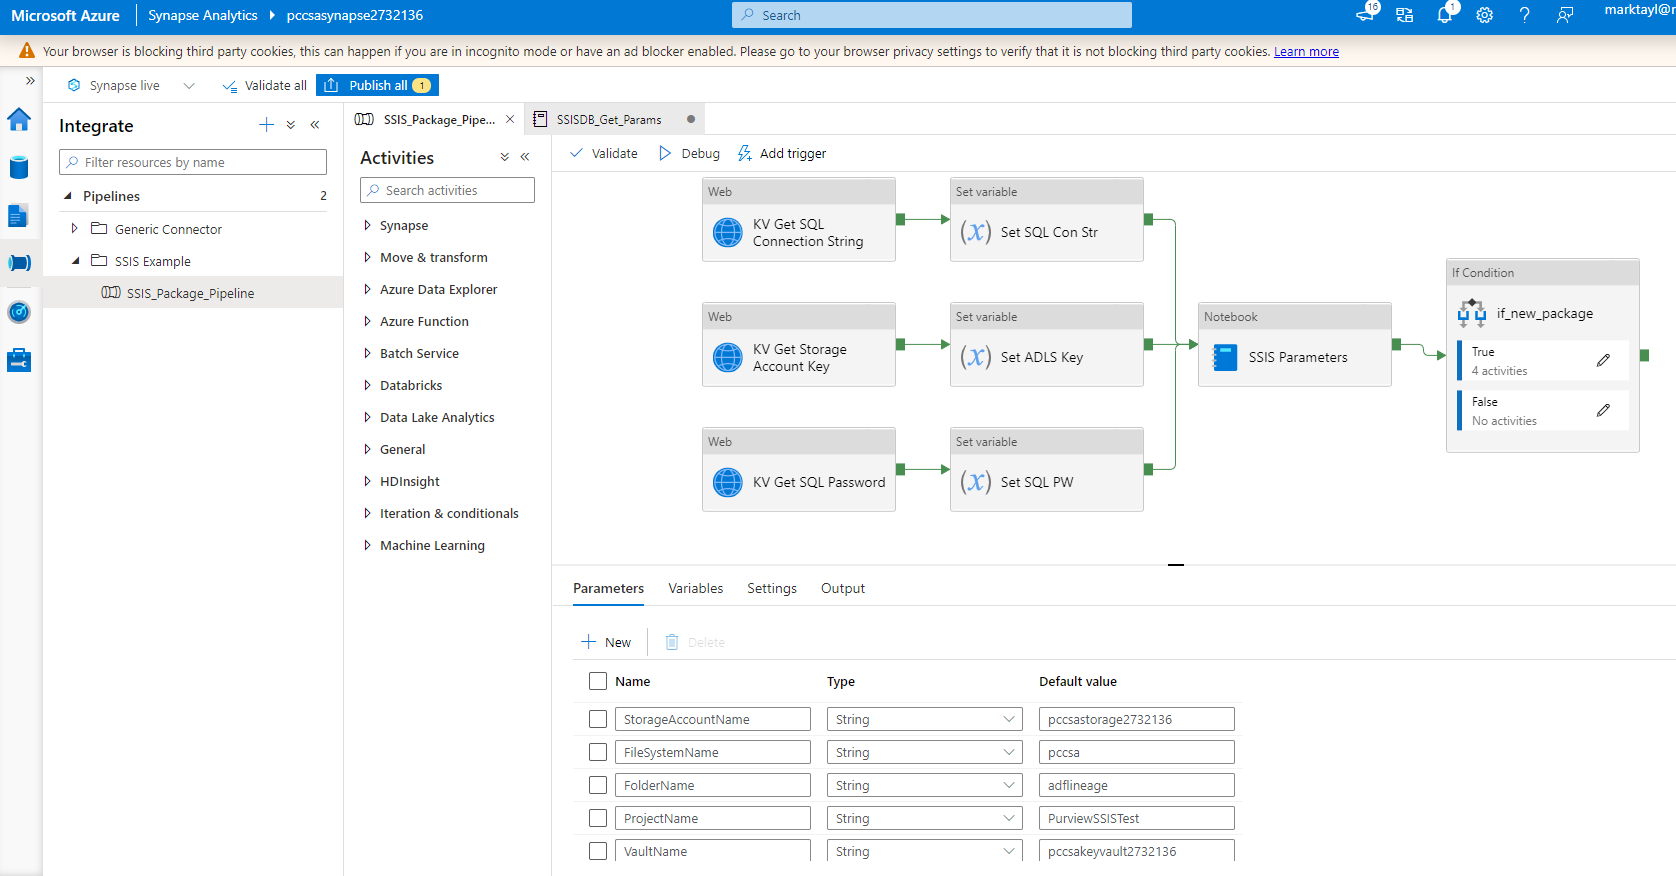 Microsoft Azure
Synapse Analytics
pccsasynapse2732136
Search
16
1
marktayl@
Your browser is blocking third party cookies, this can happen if you are in incognito mode or have an ad blocker enabled. Please go to your browser privacy settings to verify that it is not blocking third party cookies. Learn more
Synapse live
Validate all
Publish all 1
Integrate
Filter resources by name
Pipelines 2
Generic Connector
SSIS Example
SSIS_Package_Pipeline
SSIS_Package_Pipe...
SSISDB_Get_Params
Activities
Search activities
Synapse
Move & transform
Azure Data Explorer
Azure Function
Batch Service
Databricks
Data Lake Analytics
General
HDInsight
Iteration & conditionals
Machine Learning
Validate
Debug
Add trigger
Web
KV Get SQL
Connection String
Set variable
(x) Set SQL Con Str
Web
KV Get Storage
Account Key
Set variable
(x) Set ADLS Key
Web
KV Get SQL Password
Set variable
(x) Set SQL PW
Notebook
SSIS Parameters
If Condition
if_new_package
True
4 activities
False
No activities
Parameters
Variables
Settings
Output
New
Delete
Name Type Default value
StorageAccountName String pccsastorage2732136
FileSystemName String pccsa
FolderName String adflineage
ProjectName String PurviewSSISTest
VaultName String pccsakeyvault2732136